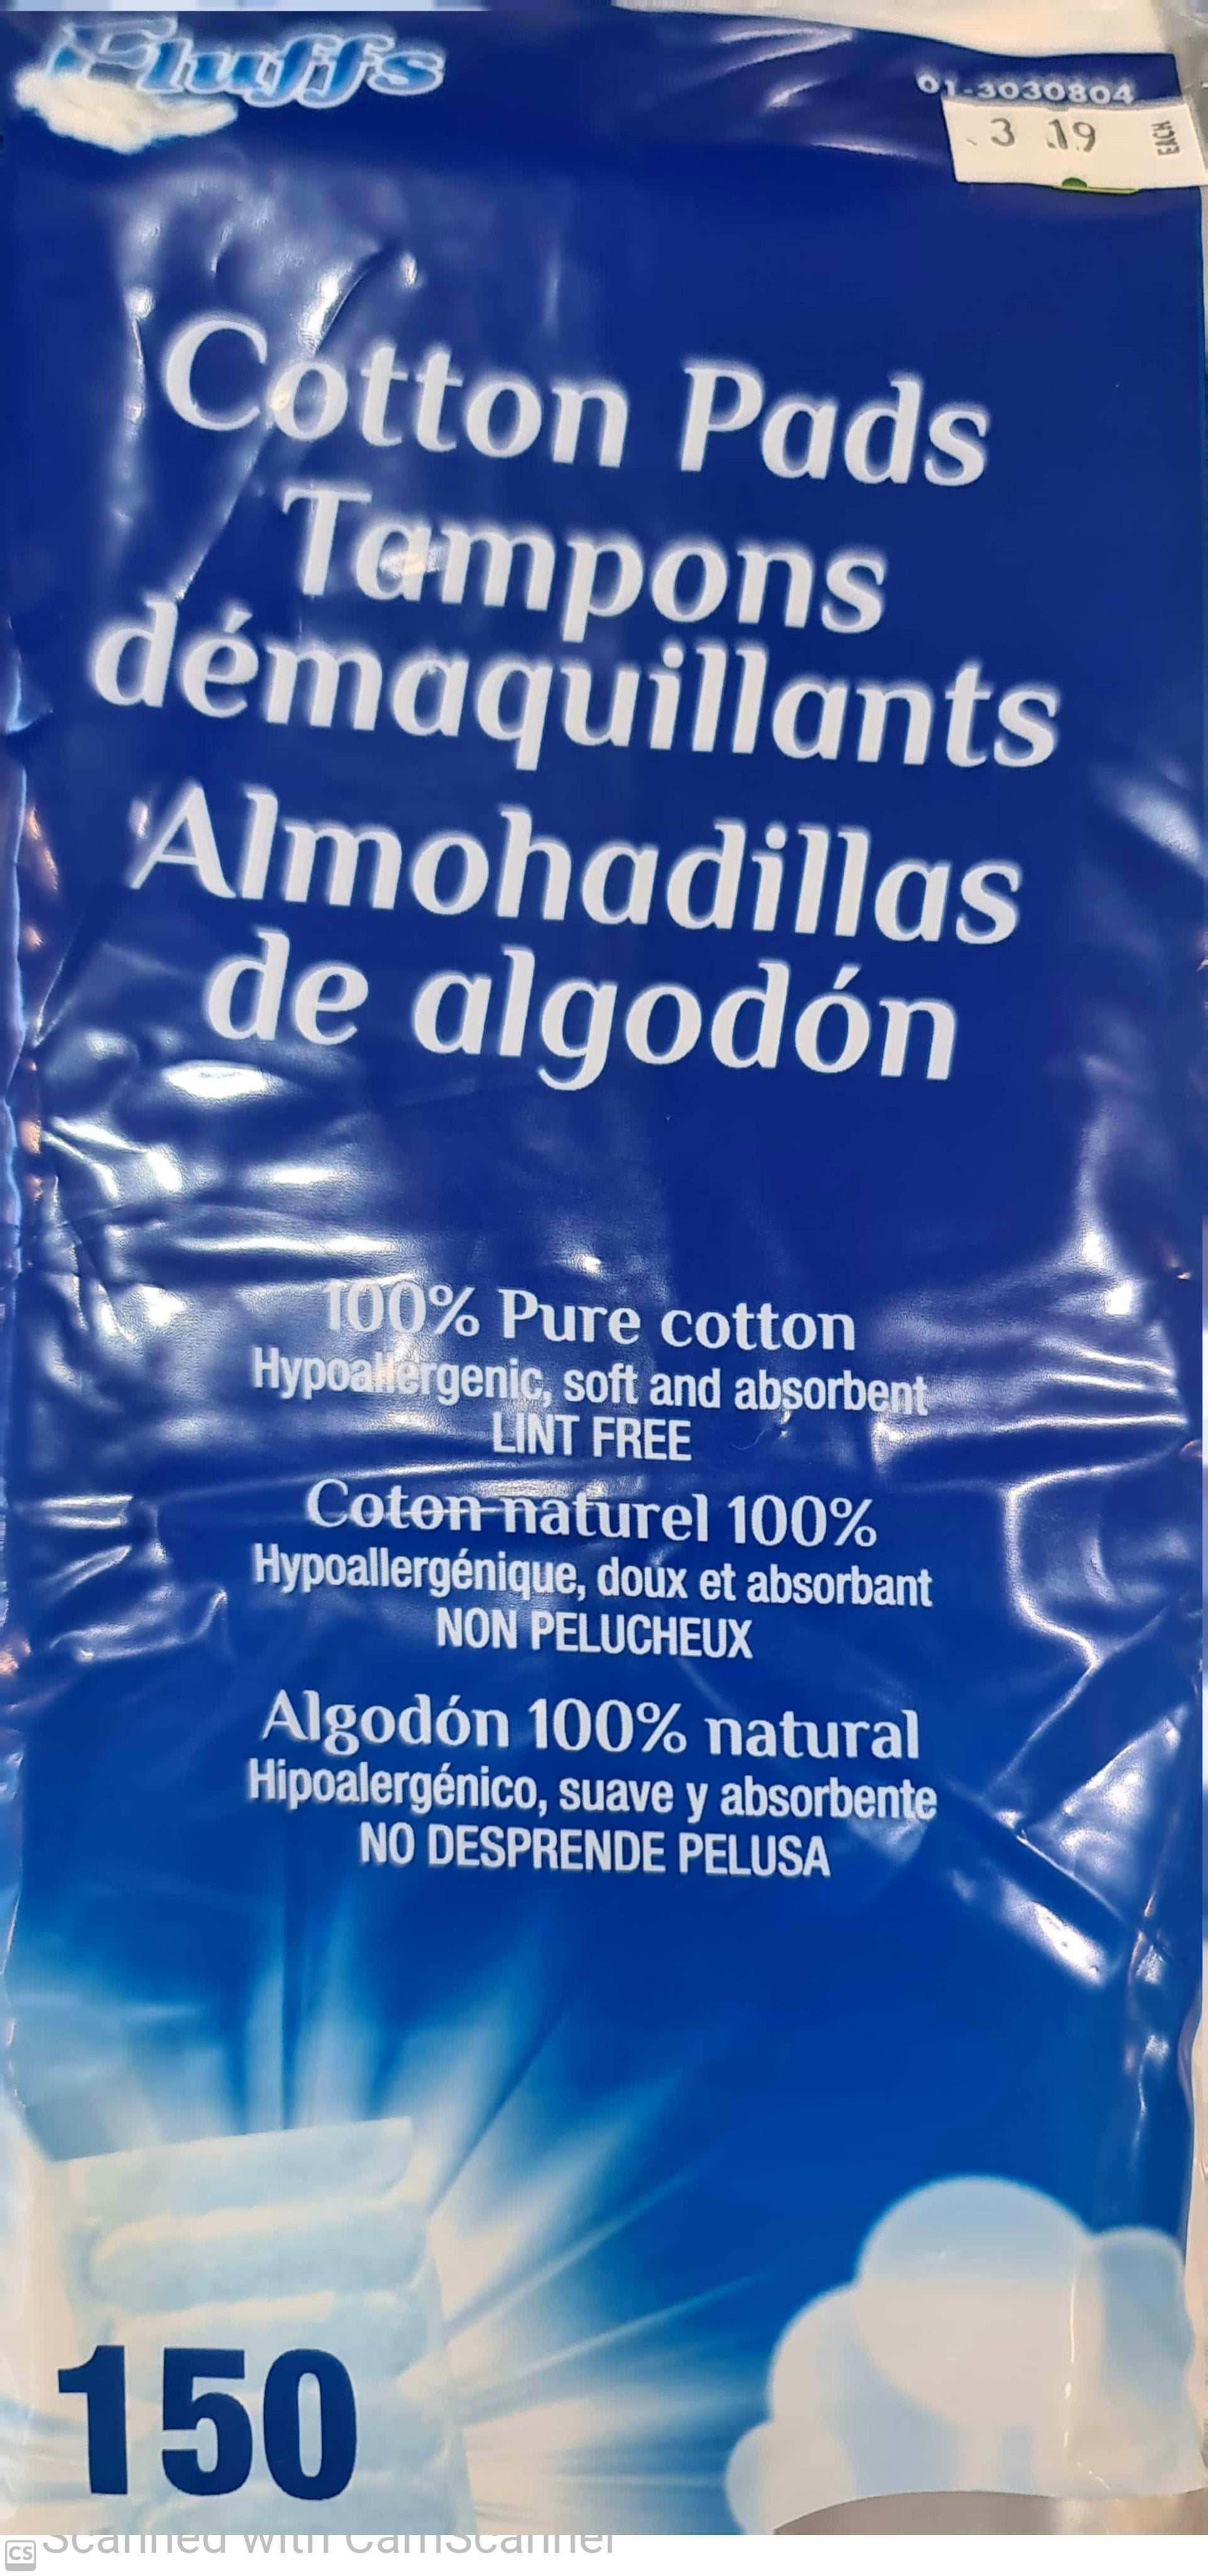 Fluffs
01-3030804
3.19 EACH
Cotton Pads
Tampons
démaquillants
Almohadillas
de algodón
100% Pure cotton
Hypoallergenic, soft and absorbent
LINT FREE
Coton naturel 100%
Hypoallergénique, doux et absorbant
NON PELUCHEUX
Algodón 100% natural
Hipoalergénico, suave y absorbente
NO DESPRENDE PELUSA
150
CS Scanned with CamScanner